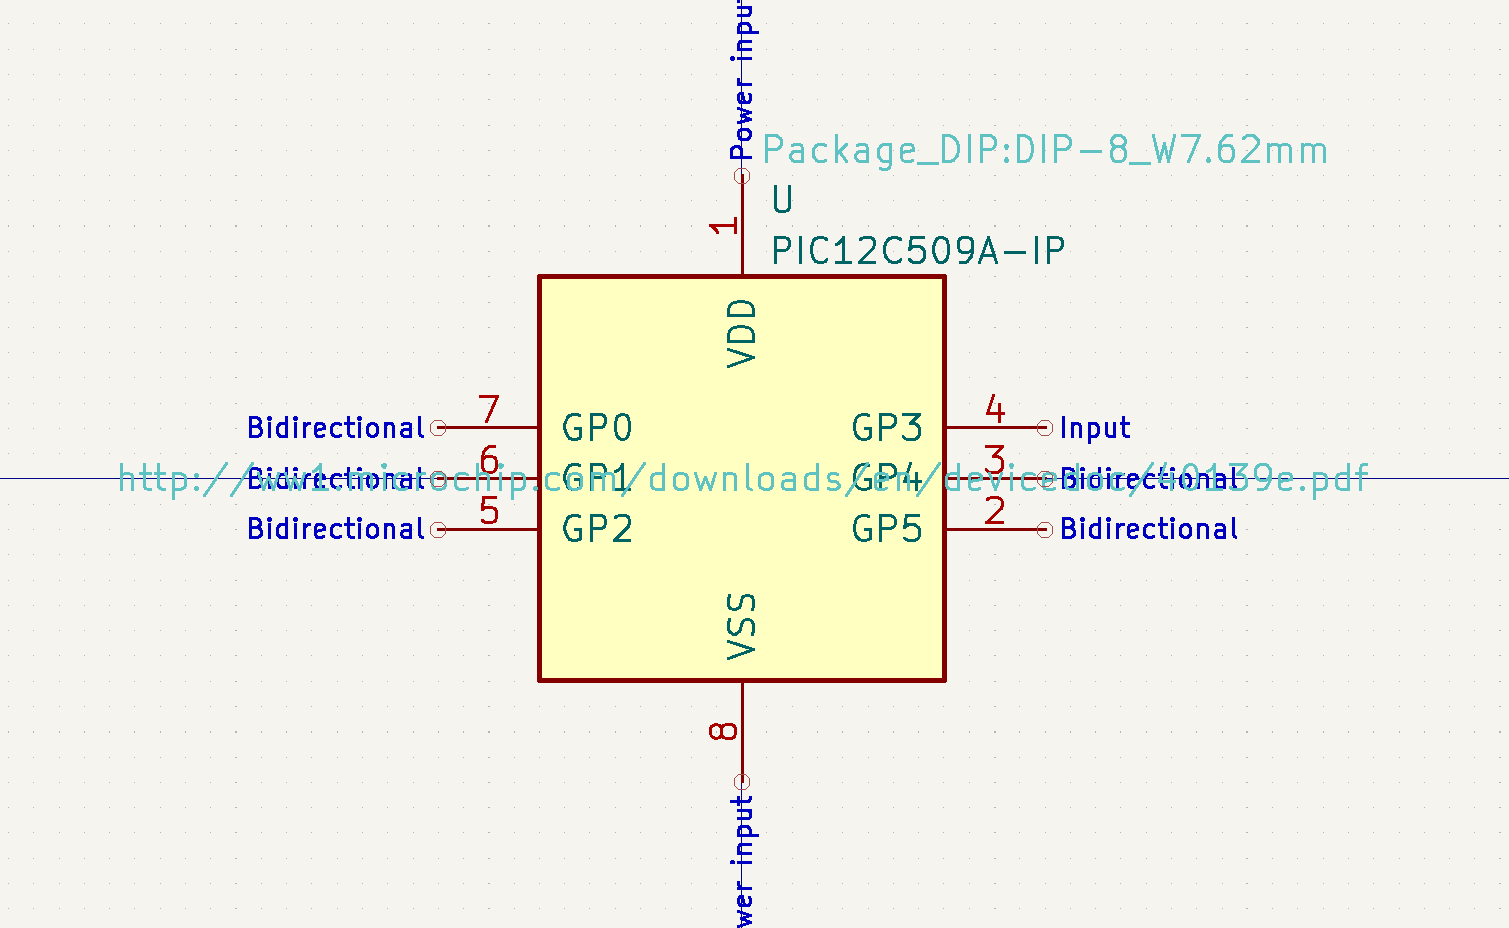 Power input
Package_DIP:DIP-8_W7.62mm
U
1
PIC12C509A-IP
VDD
Bidirectional 7 GP0 GP3 4 Input
Bidirectional 6 GP1 GP4 3 Bidirectional
http://ww1.microchip.com/downloads/en/devicedoc/40139e.pdf
Bidirectional 5 GP2 GP5 2 Bidirectional
VSS
8
wer input